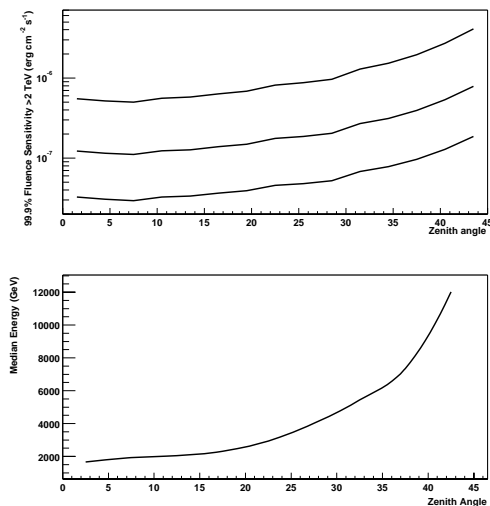 99.9% Fluence Sensitivity >2 TeV (erg cm⁻² s⁻¹)
10⁻⁶
10⁻⁷
0 5 10 15 20 25 30 35 40 45
Zenith angle
Median Energy (GeV)
12000
10000
8000
6000
4000
2000
0 5 10 15 20 25 30 35 40 45
Zenith Angle